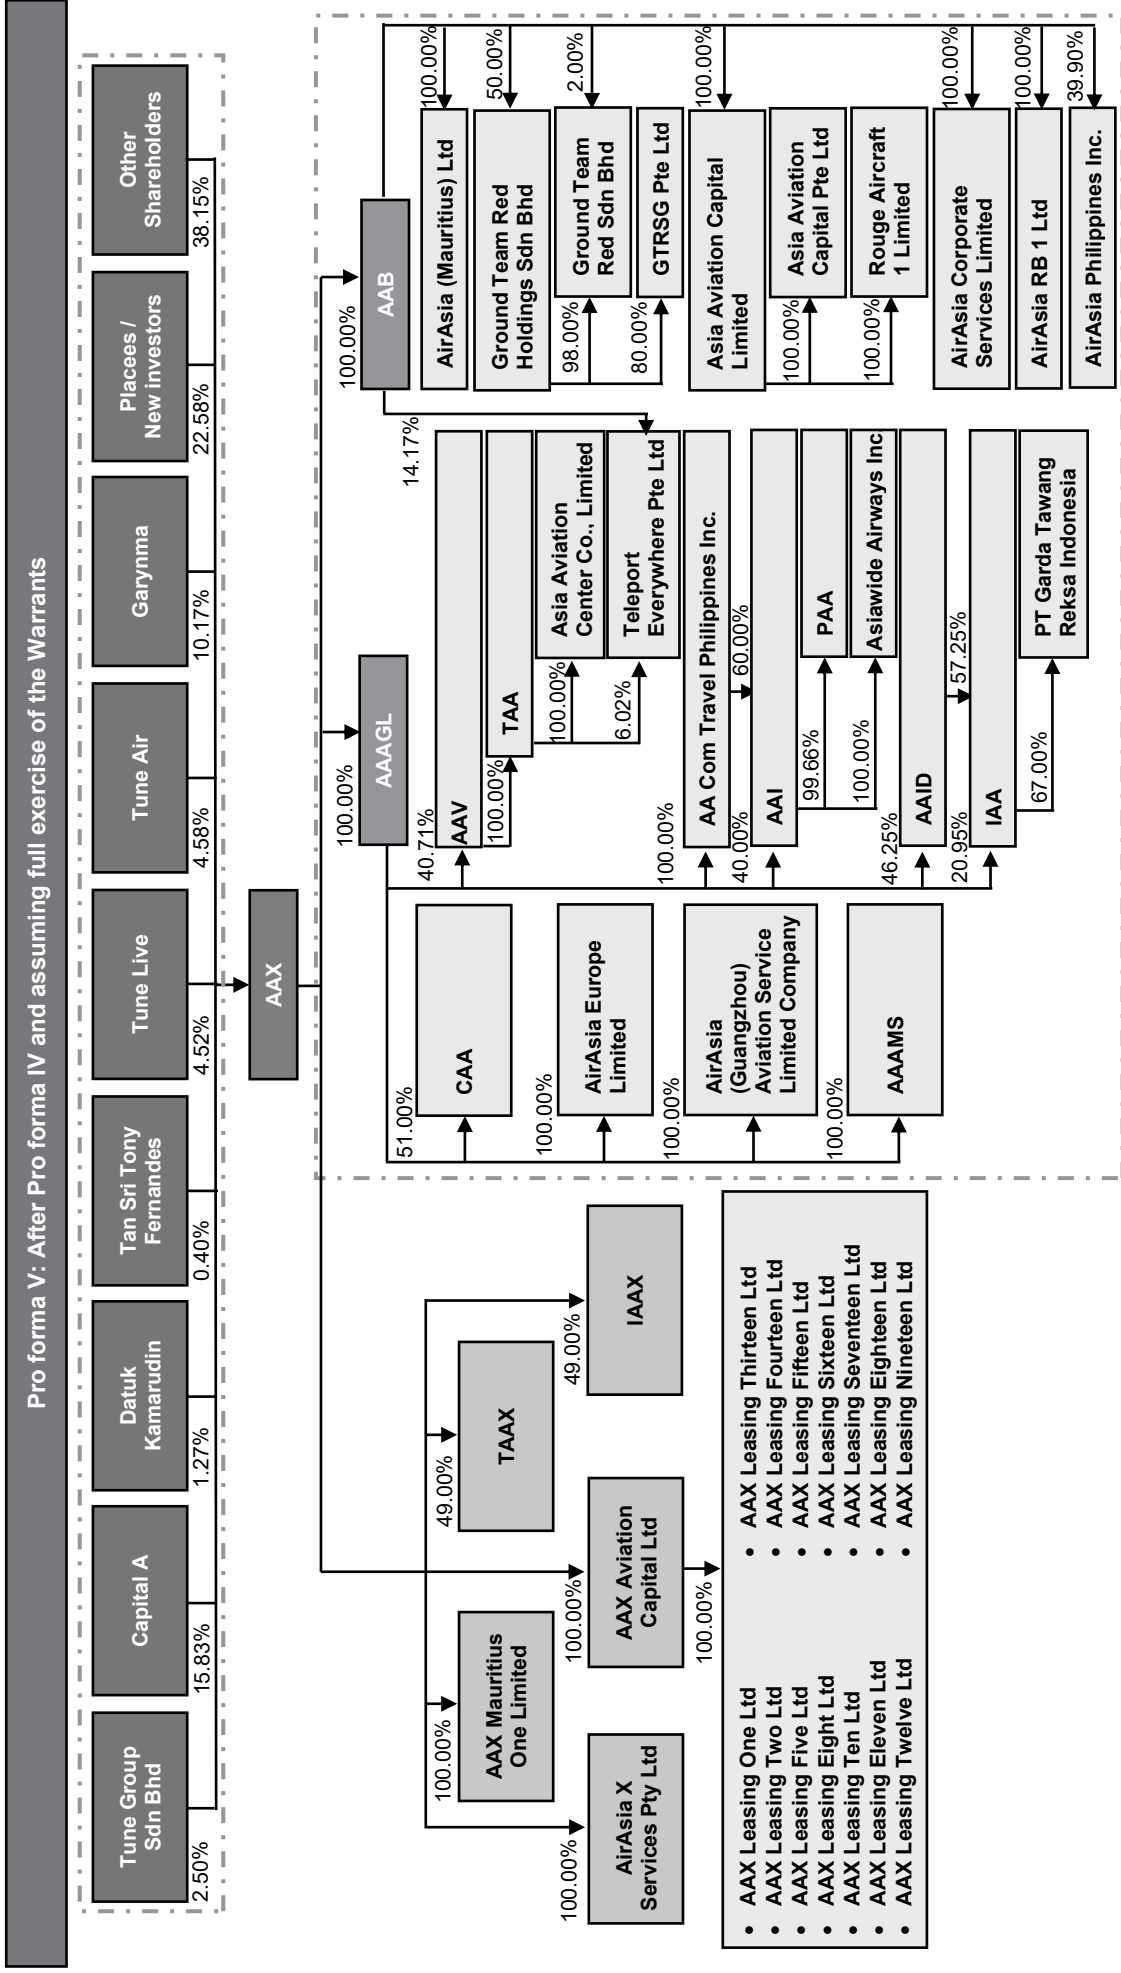 Pro forma V: After Pro forma IV and assuming full exercise of the Warrants
Tune Group
Sdn Bhd
2.50%
Capital A
15.83%
Datuk
Kamarudin
1.27%
Tan Sri Tony
Fernandes
0.40%
Tune Live
4.52%
Tune Air
4.58%
Garynma
10.17%
Placees /
New investors
22.58%
Other
Shareholders
38.15%
AAX
100.00%
AirAsia X
Services Pty Ltd
100.00%
AAX Mauritius
One Limited
49.00%
TAAX
49.00%
IAAX
100.00%
AAX Aviation
Capital Ltd
100.00%
• AAX Leasing One Ltd
• AAX Leasing Two Ltd
• AAX Leasing Five Ltd
• AAX Leasing Eight Ltd
• AAX Leasing Ten Ltd
• AAX Leasing Eleven Ltd
• AAX Leasing Twelve Ltd
• AAX Leasing Thirteen Ltd
• AAX Leasing Fourteen Ltd
• AAX Leasing Fifteen Ltd
• AAX Leasing Sixteen Ltd
• AAX Leasing Seventeen Ltd
• AAX Leasing Eighteen Ltd
• AAX Leasing Nineteen Ltd
100.00%
AAAGL
51.00%
CAA
100.00%
AirAsia Europe
Limited
100.00%
AirAsia
(Guangzhou)
Aviation Service
Limited Company
100.00%
AAAMS
40.71%
AAV
100.00%
TAA
100.00%
Asia Aviation
Center Co., Limited
6.02%
Teleport
Everywhere Pte Ltd
14.17%
100.00%
AA Com Travel Philippines Inc.
60.00%
40.00%
AAI
99.66%
PAA
100.00%
Asiawide Airways Inc
46.25%
AAID
57.25%
20.95%
IAA
67.00%
PT Garda Tawang
Reksa Indonesia
100.00%
AAB
100.00%
AirAsia (Mauritius) Ltd
50.00%
Ground Team Red
Holdings Sdn Bhd
2.00%
98.00%
Ground Team
Red Sdn Bhd
80.00%
GTRSG Pte Ltd
100.00%
Asia Aviation Capital
Limited
100.00%
Asia Aviation
Capital Pte Ltd
100.00%
Rouge Aircraft
1 Limited
100.00%
AirAsia Corporate
Services Limited
100.00%
AirAsia RB 1 Ltd
39.90%
AirAsia Philippines Inc.